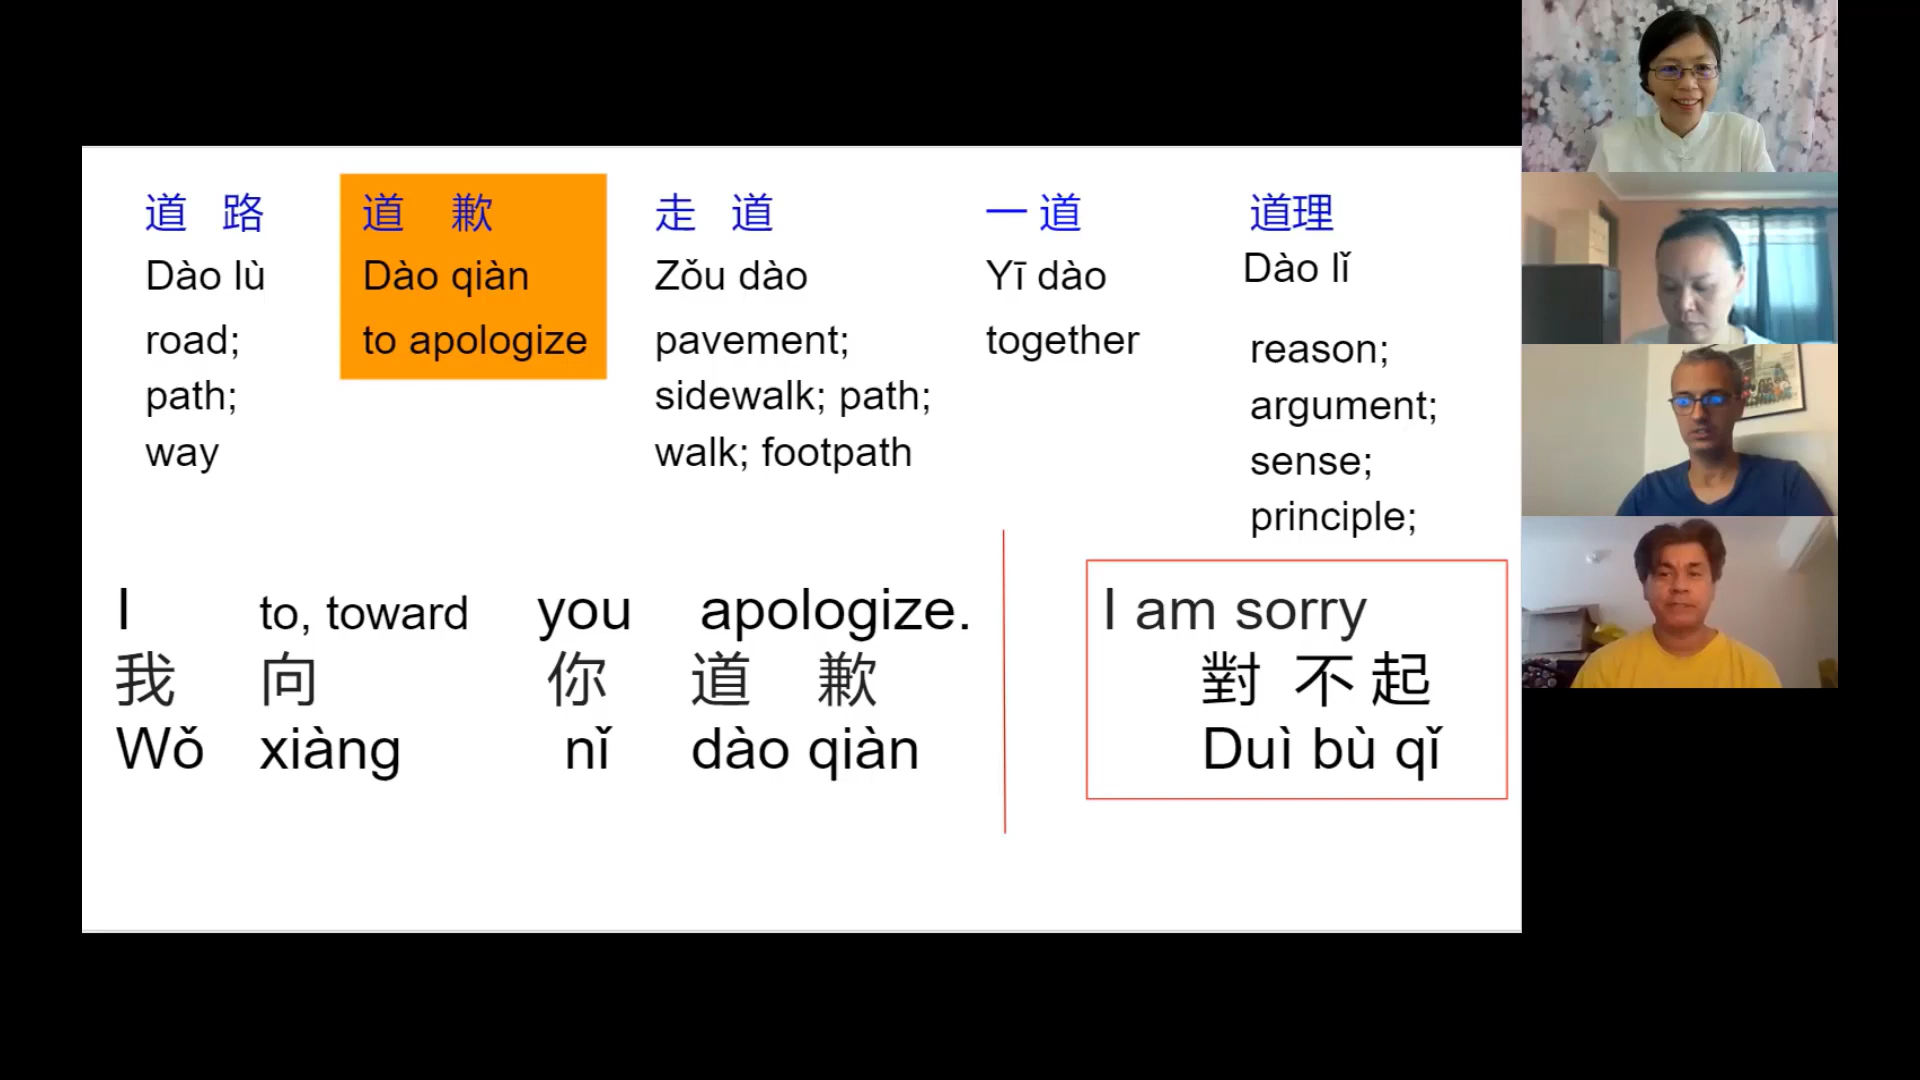 道 路 道 歉 走 道 一 道 道理
Dào lù Dào qiàn Zǒu dào Yī dào Dào lǐ
road; to apologize pavement; together reason;
path; sidewalk; path; argument;
way walk; footpath sense;
principle;
I to, toward you apologize.
我 向 你 道 歉
Wǒ xiàng nǐ dào qiàn
I am sorry
對 不 起
Duì bù qǐ